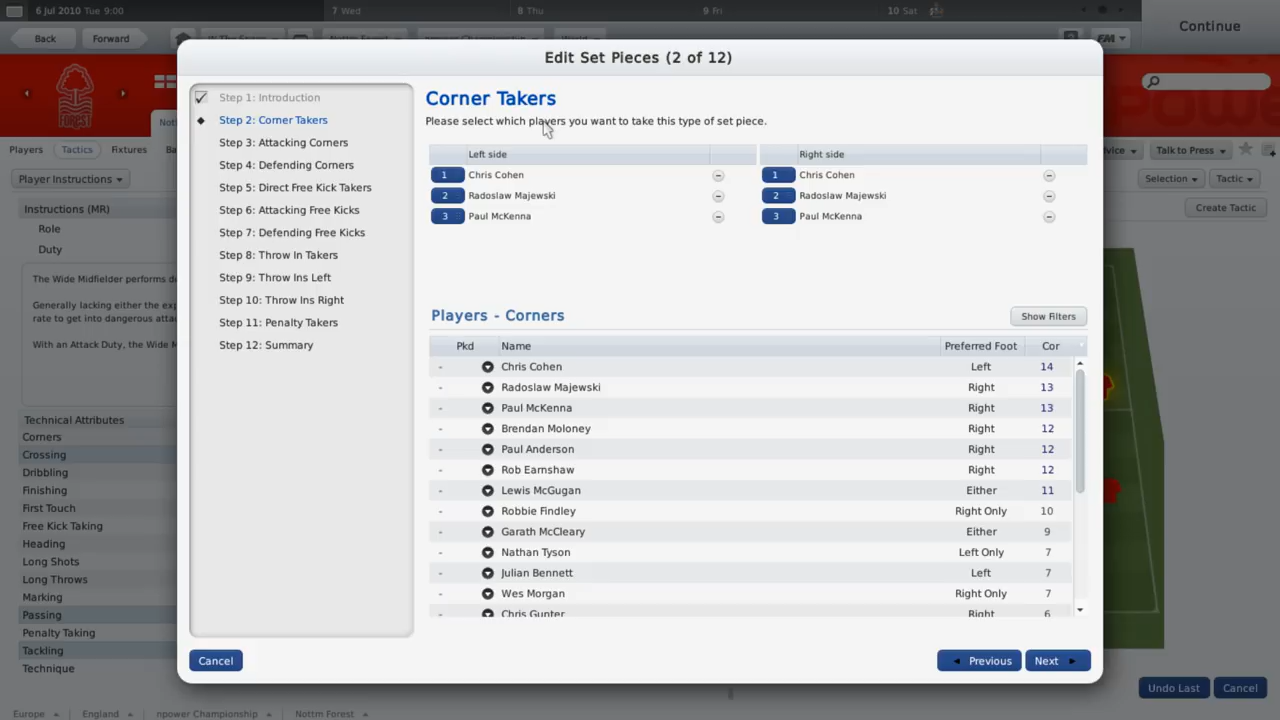 6 Jul 2010 Tue 9:00
7 Wed
8 Thu
9 Fri
10 Sat
Continue
Back
Forward
Edit Set Pieces (2 of 12)
Step 1: Introduction
Step 2: Corner Takers
Step 3: Attacking Corners
Step 4: Defending Corners
Step 5: Direct Free Kick Takers
Step 6: Attacking Free Kicks
Step 7: Defending Free Kicks
Step 8: Throw In Takers
Step 9: Throw Ins Left
Step 10: Throw Ins Right
Step 11: Penalty Takers
Step 12: Summary
Corner Takers
Please select which players you want to take this type of set piece.
Left side
1 Chris Cohen
2 Radoslaw Majewski
3 Paul McKenna
Right side
1 Chris Cohen
2 Radoslaw Majewski
3 Paul McKenna
Players - Corners
Show Filters
Pkd Name Preferred Foot Cor
- Chris Cohen Left 14
- Radoslaw Majewski Right 13
- Paul McKenna Right 13
- Brendan Moloney Right 12
- Paul Anderson Right 12
- Rob Earnshaw Right 12
- Lewis McGugan Either 11
- Robbie Findley Right Only 10
- Garath McCleary Either 9
- Nathan Tyson Left Only 7
- Julian Bennett Left 7
- Wes Morgan Right Only 7
- Chris Gunter Right 6
Cancel
Previous
Next
Players Tactics Fixtures
Player Instructions
Instructions (MR)
Role
Duty
The Wide Midfielder performs
Generally lacking either the
rate to get into dangerous
With an Attack Duty, the Wide
Technical Attributes
Corners
Crossing
Dribbling
Finishing
First Touch
Free Kick Taking
Heading
Long Shots
Long Throws
Marking
Passing
Penalty Taking
Tackling
Technique
Talk to Press
Selection
Tactic
Create Tactic
Undo Last
Cancel
Europe
England
npower Championship
Nottm Forest